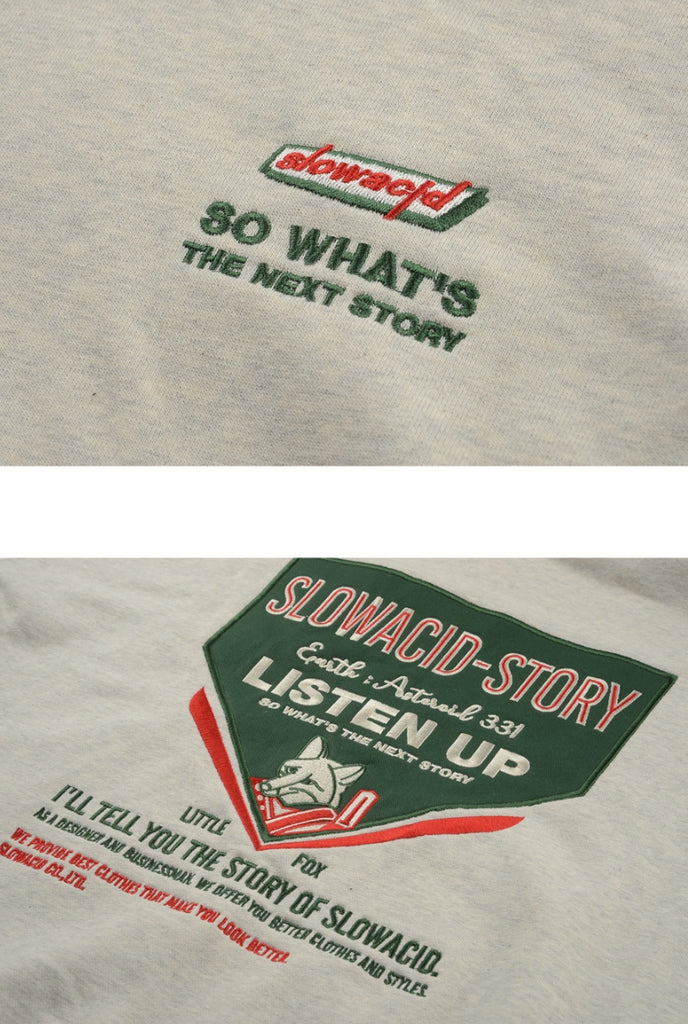 slowacid
SO WHAT'S
THE NEXT STORY
SLOWACID-STORY
Earth : Asteroid 331
LISTEN UP
SO WHAT'S THE NEXT STORY
LITTLE FOX
I'LL TELL YOU THE STORY OF SLOWACID.
AS I DESIGNER AND BUSINESSMAN. WE OFFER YOU BETTER CLOTHES AND STYLES.
WE PROVIDE BEST CLOTHES THAT MAKE YOU LOOK BETTER.
SLOWACID CO.,LTD.